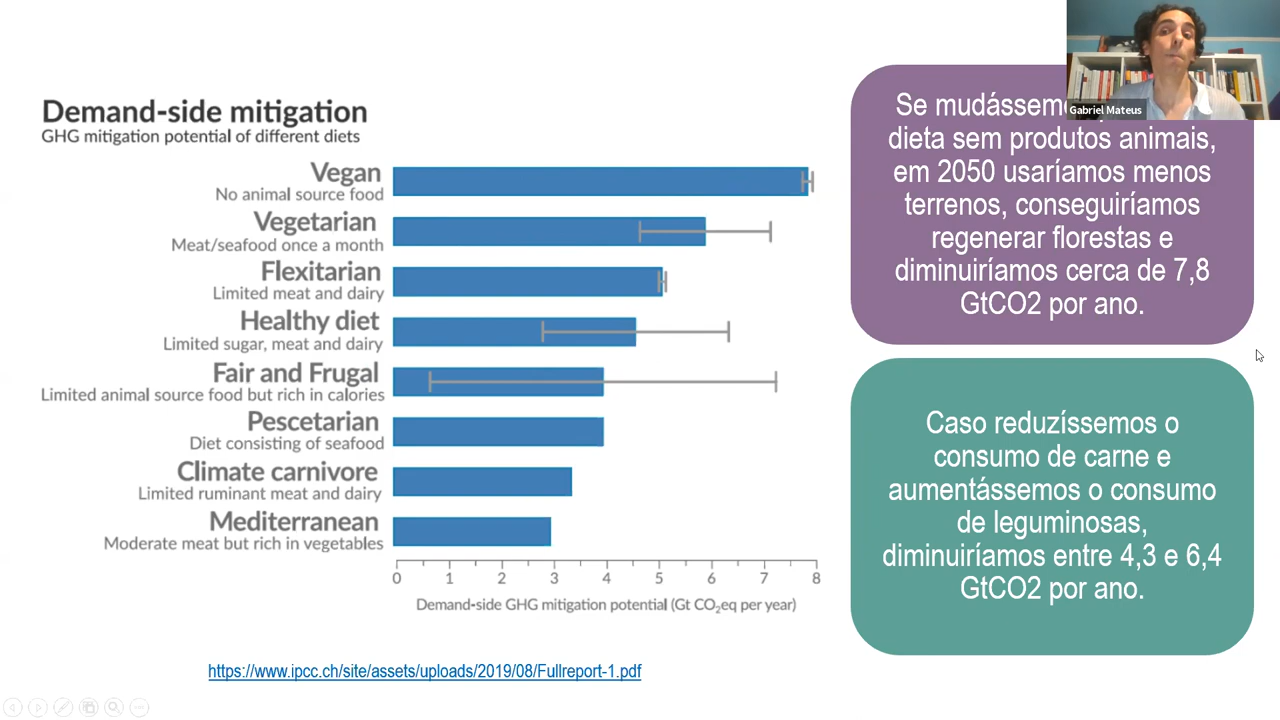 Demand-side mitigation
GHG mitigation potential of different diets
Vegan
No animal source food
Vegetarian
Meat/seafood once a month
Flexitarian
Limited meat and dairy
Healthy diet
Limited sugar, meat and dairy
Fair and Frugal
Limited animal source food but rich in calories
Pescetarian
Diet consisting of seafood
Climate carnivore
Limited ruminant meat and dairy
Mediterranean
Moderate meat but rich in vegetables
0 1 2 3 4 5 6 7 8
Demand-side GHG mitigation potential (Gt CO₂eq per year)
https://www.ipcc.ch/site/assets/uploads/2019/08/Fullreport-1.pdf
Gabriel Mateus
Se
dieta sem produtos animais,
em 2050 usaríamos menos
terrenos, conseguiríamos
regenerar florestas e
diminuiríamos cerca de 7,8
GtCO2 por ano.
Caso reduzíssemos o
consumo de carne e
aumentássemos o consumo
de leguminosas,
diminuiríamos entre 4,3 e 6,4
GtCO2 por ano.